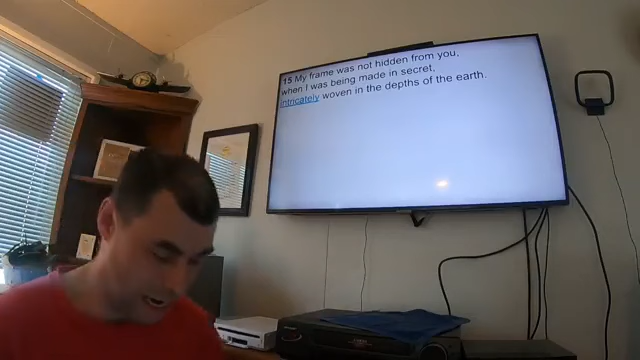 15 My frame was not hidden from you,
when I was being made in secret,
intricately woven in the depths of the earth.